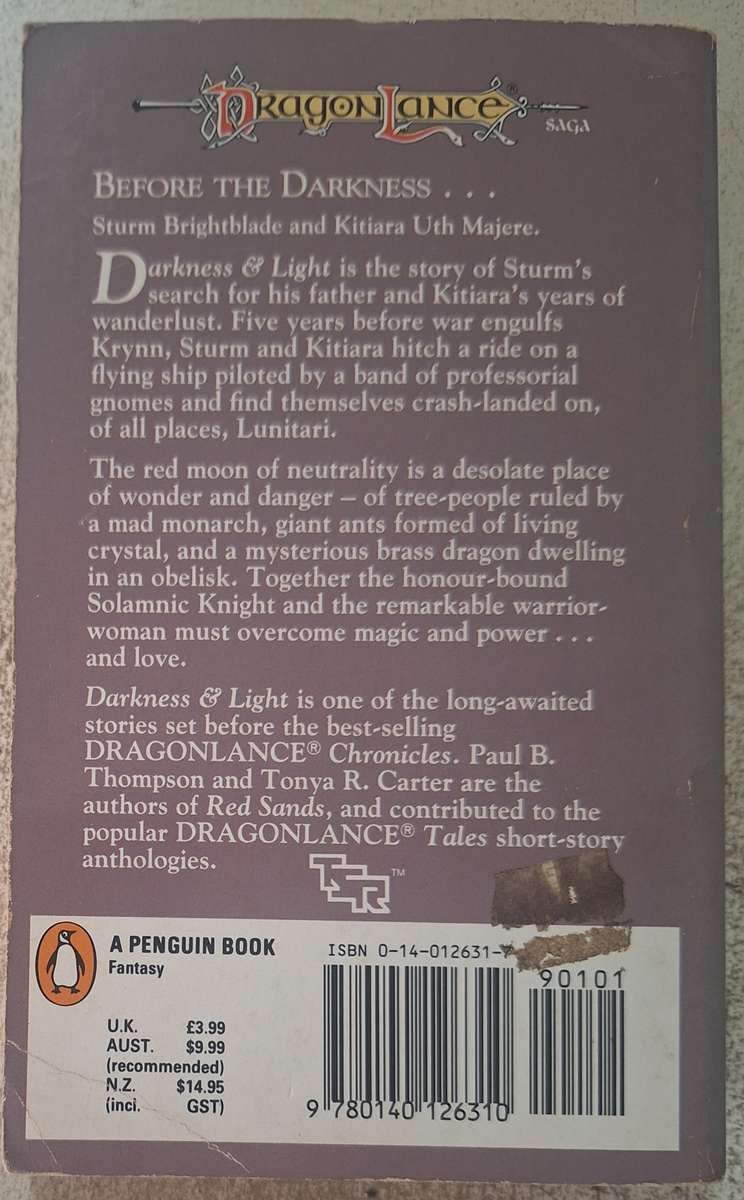 DRAGONLANCE®
SAGA
BEFORE THE DARKNESS . . .
Sturm Brightblade and Kitiara Uth Majere.
Darkness & Light is the story of Sturm's
search for his father and Kitiara's years of
wanderlust. Five years before war engulfs
Krynn, Sturm and Kitiara hitch a ride on a
flying ship piloted by a band of professorial
gnomes and find themselves crash-landed on,
of all places, Lunitari.
The red moon of neutrality is a desolate place
of wonder and danger – of tree-people ruled by
a mad monarch, giant ants formed of living
crystal, and a mysterious brass dragon dwelling
in an obelisk. Together the honour-bound
Solamnic Knight and the remarkable warrior-
woman must overcome magic and power . . .
and love.
Darkness & Light is one of the long-awaited
stories set before the best-selling
DRAGONLANCE® Chronicles. Paul B.
Thompson and Tonya R. Carter are the
authors of Red Sands, and contributed to the
popular DRAGONLANCE® Tales short-story
anthologies.
TSR™
A PENGUIN BOOK
Fantasy
U.K. £3.99
AUST. $9.99
(recommended)
N.Z. $14.95
(incl. GST)
ISBN 0-14-012631-
90101
9 780140 126310